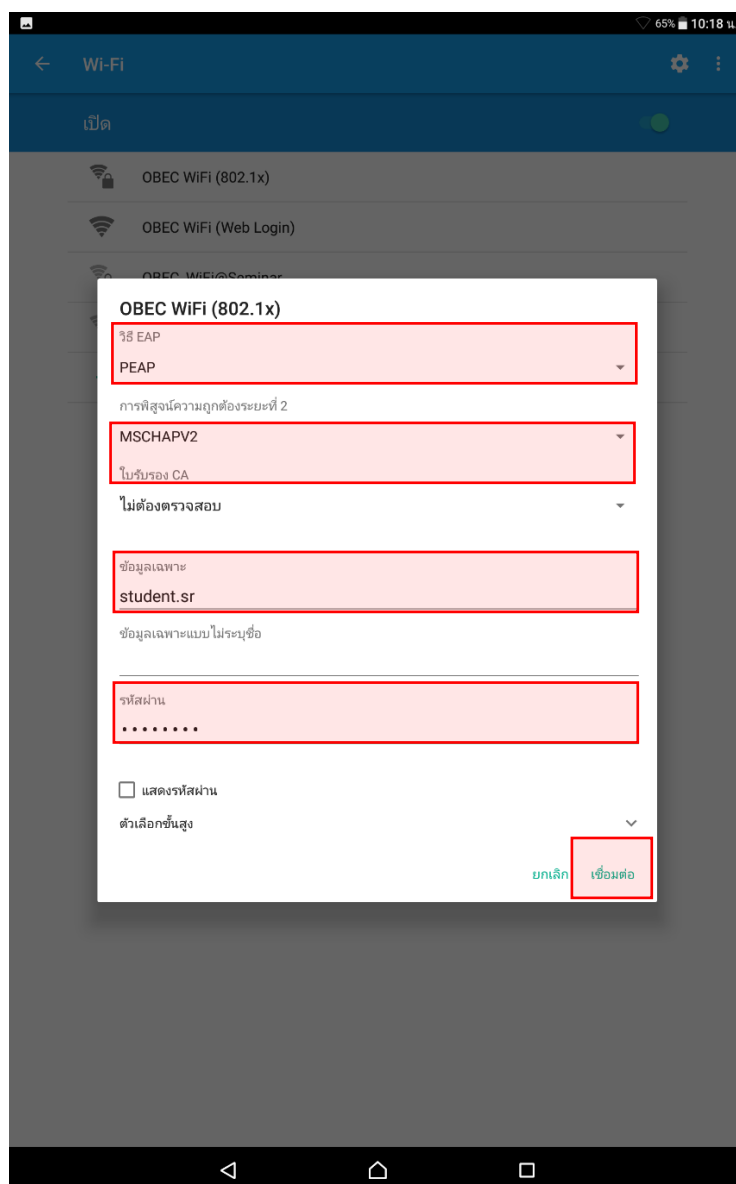 65% 10:18 น.
Wi-Fi
เปิด
OBEC WiFi (802.1x)
OBEC WiFi (Web Login)
OBEC WiFi@Seminar
OBEC WiFi (802.1x)
วิธี EAP
PEAP
การพิสูจน์ความถูกต้องระยะที่ 2
MSCHAPV2
ใบรับรอง CA
ไม่ต้องตรวจสอบ
ข้อมูลเฉพาะ
student.sr
ข้อมูลเฉพาะแบบไม่ระบุชื่อ
รหัสผ่าน
••••••••
แสดงรหัสผ่าน
ตัวเลือกขั้นสูง
ยกเลิก เชื่อมต่อ